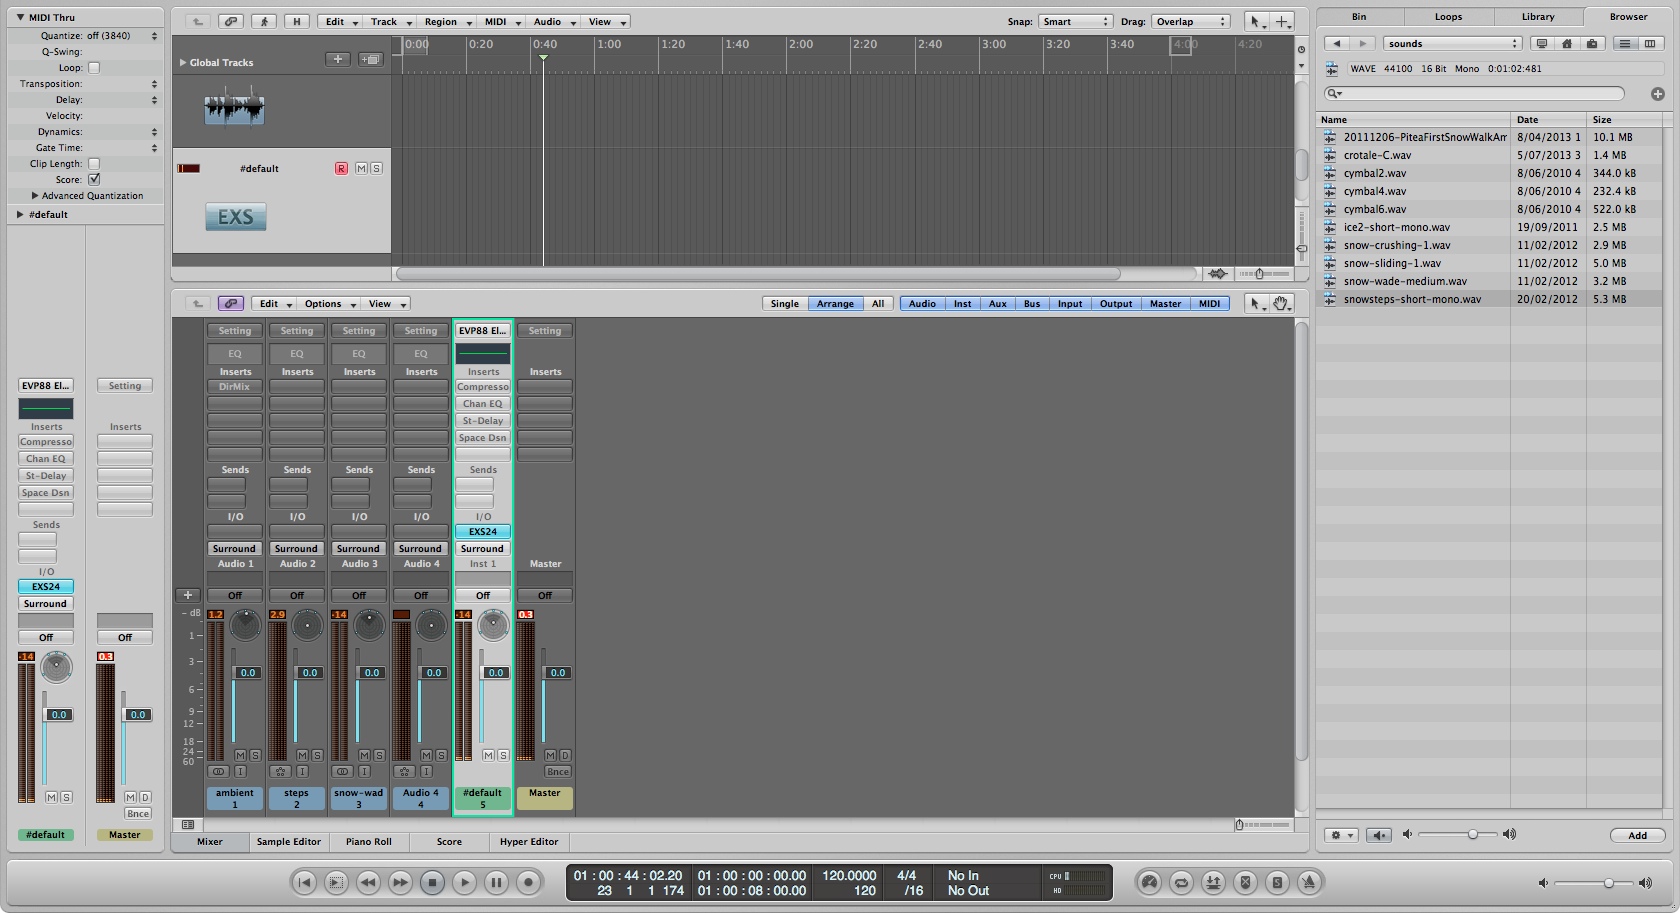 MIDI Thru
Quantize: off (3840)
Q-Swing:
Loop:
Transposition:
Delay:
Velocity:
Dynamics:
Gate Time:
Clip Length:
Score:
Advanced Quantization
#default
EVP88 El...
Setting
Inserts
Inserts
Compresso
Chan EQ
St-Delay
Space Dsn
Sends
I/O
EXS24
Surround
Off
Off
-14
0.3
0.0
0.0
M S
M D
Bnce
#default
Master
H
Edit
Track
Region
MIDI
Audio
View
Snap: Smart
Drag: Overlap
Global Tracks
0:00 0:20 0:40 1:00 1:20 1:40 2:00 2:20 2:40 3:00 3:20 3:40 4:00 4:20
#default
R M S
EXS
Edit
Options
View
Single Arrange All
Audio Inst Aux Bus Input Output Master MIDI
Setting Setting Setting Setting EVP88 El... Setting
EQ EQ EQ EQ
Inserts Inserts Inserts Inserts Inserts Inserts
DirMix Compresso
Chan EQ
St-Delay
Space Dsn
Sends Sends Sends Sends Sends
I/O I/O I/O I/O I/O
EXS24
Surround Surround Surround Surround Surround
Audio 1 Audio 2 Audio 3 Audio 4 Inst 1 Master
Off Off Off Off Off Off
dB 1.2 2.9 -14 -14 0.3
1
3
0.0 0.0 0.0 0.0 0.0 0.0
6
9
12
18
24
60
M S M S M S M S M S M D
I I I I Bnce
ambient steps snow-wad Audio 4 #default Master
1 2 3 4 5
Mixer
Sample Editor
Piano Roll
Score
Hyper Editor
01 : 00 : 44 : 02.20 01 : 00 : 00 : 00.00 120.0000 4/4 No In CPU
23 1 1 174 01 : 00 : 08 : 00.00 120 /16 No Out HD
S
Bin Loops Library Browser
sounds
WAVE 44100 16 Bit Mono 0:01:02:481
Name Date Size
20111206-PiteaFirstSnowWalkAm 8/04/2013 1 10.1 MB
crotale-C.wav 5/07/2013 3 1.4 MB
cymbal2.wav 8/06/2010 4 344.0 kB
cymbal4.wav 8/06/2010 4 232.4 kB
cymbal6.wav 8/06/2010 4 522.0 kB
ice2-short-mono.wav 19/09/2011 2.5 MB
snow-crushing-1.wav 11/02/2012 2.9 MB
snow-sliding-1.wav 11/02/2012 5.0 MB
snow-wade-medium.wav 11/02/2012 3.2 MB
snowsteps-short-mono.wav 20/02/2012 5.3 MB
Add